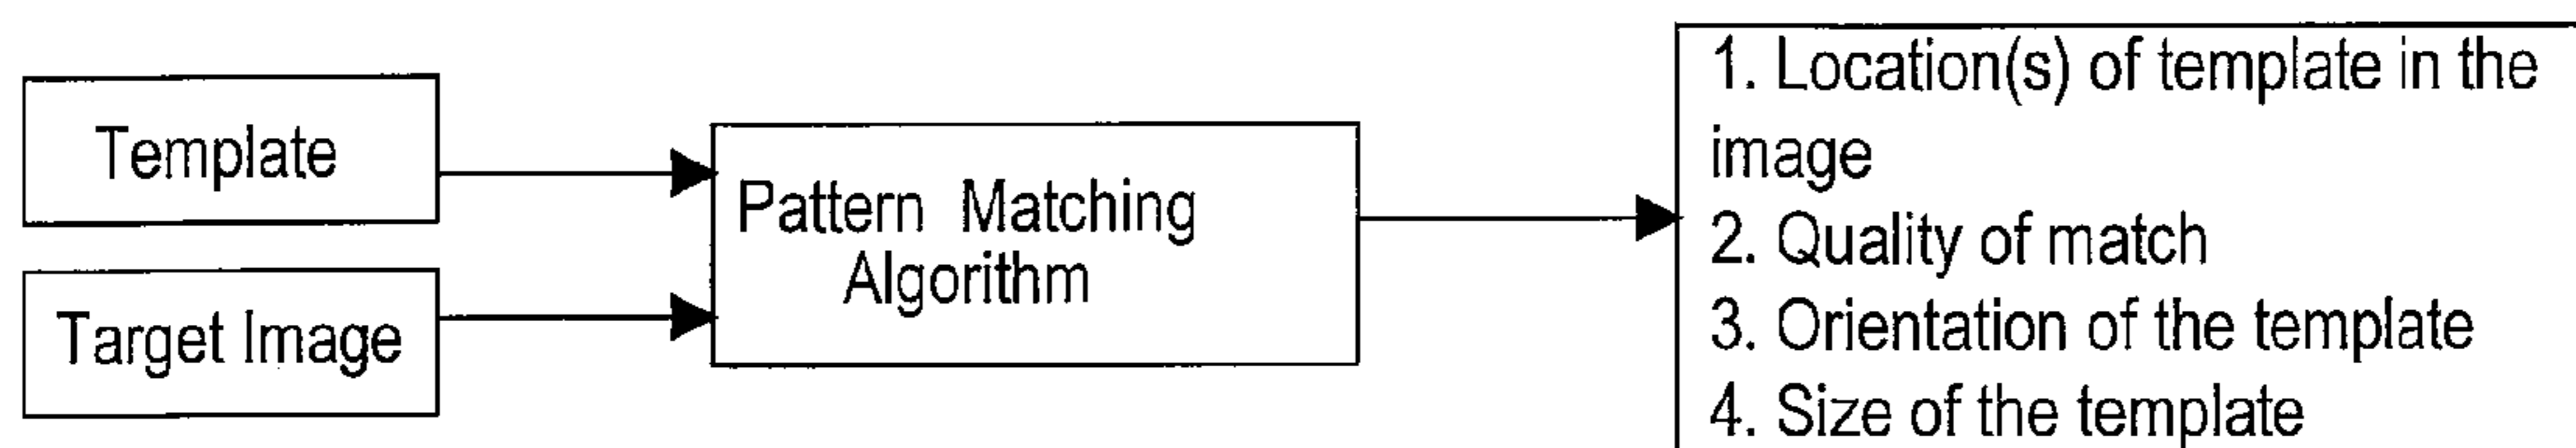 Template
Target Image
Pattern Matching
Algorithm
1. Location(s) of template in the
image
2. Quality of match
3. Orientation of the template
4. Size of the template